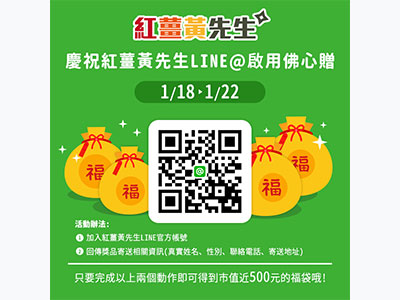 紅薑黃先生
慶祝紅薑黃先生LINE@啟用佛心贈
1/18▸1/22
福 福 福 福
活動辦法:
❶ 加入紅薑黃先生LINE官方帳號
❷ 回傳獎品寄送相關資訊(真實姓名、性別、聯絡電話、寄送地址)
只要完成以上兩個動作即可得到市值近500元的福袋哦!